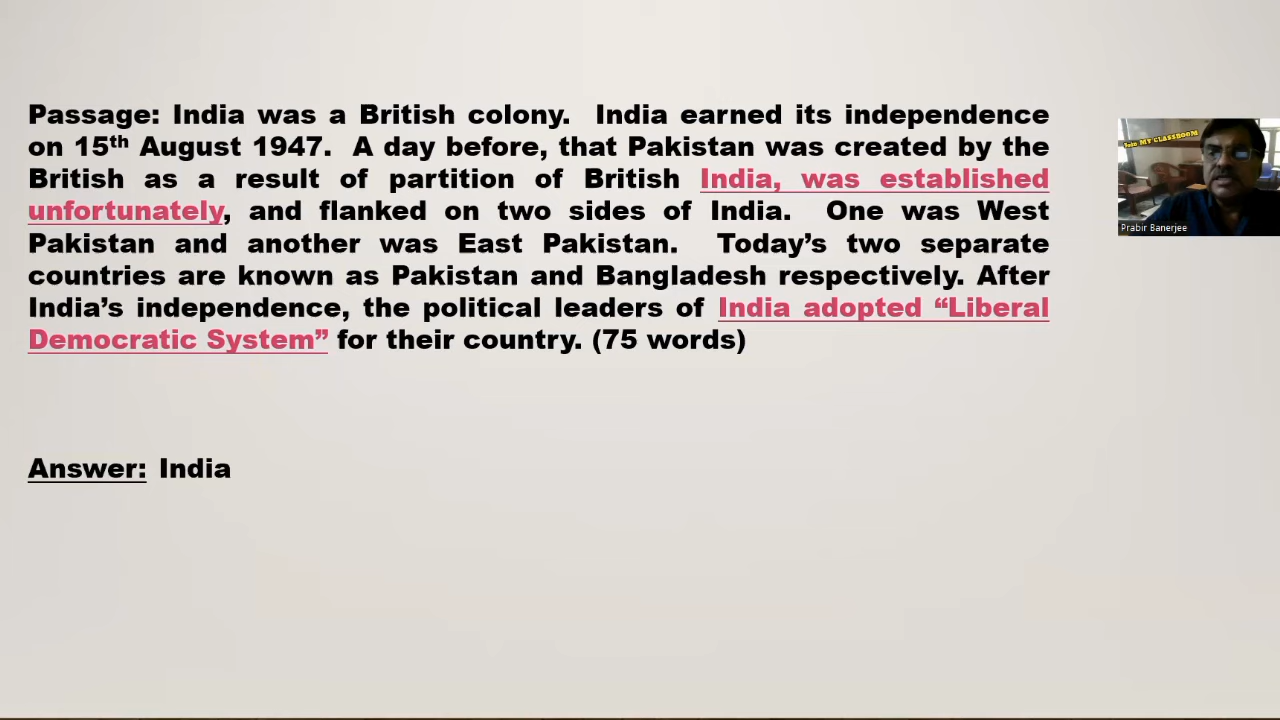 Passage: India was a British colony. India earned its independence
on 15th August 1947. A day before, that Pakistan was created by the
British as a result of partition of British India, was established
unfortunately, and flanked on two sides of India. One was West
Pakistan and another was East Pakistan. Today’s two separate
countries are known as Pakistan and Bangladesh respectively. After
India’s independence, the political leaders of India adopted “Liberal
Democratic System” for their country. (75 words)
Answer: India
Join MY CLASSROOM
Prabir Banerjee